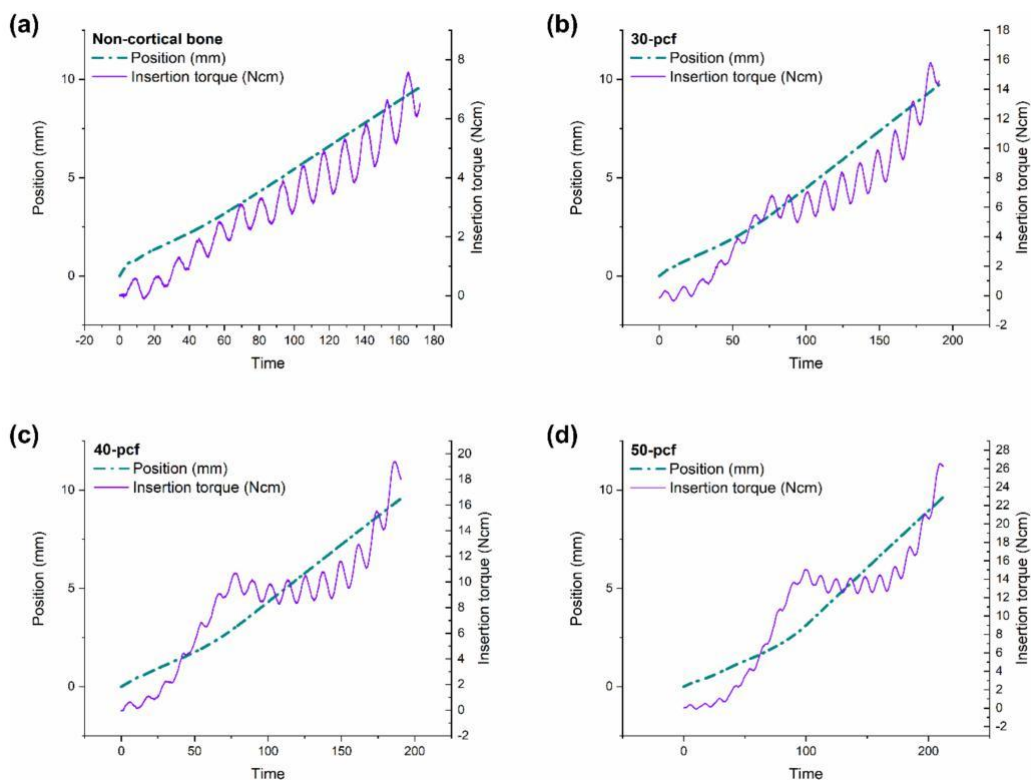 (a)
Non-cortical bone
Position (mm)
Insertion torque (Ncm)
10
5
0
Position (mm)
8
6
4
2
0
Insertion torque (Ncm)
-20 0 20 40 60 80 100 120 140 160 180
Time
(b)
30-pcf
Position (mm)
Insertion torque (Ncm)
10
5
0
Position (mm)
18
16
14
12
10
8
6
4
2
0
-2
Insertion torque (Ncm)
0 50 100 150 200
Time
(c)
40-pcf
Position (mm)
Insertion torque (Ncm)
10
5
0
Position (mm)
20
18
16
14
12
10
8
6
4
2
0
-2
Insertion torque (Ncm)
0 50 100 150 200
Time
(d)
50-pcf
Position (mm)
Insertion torque (Ncm)
10
5
0
Position (mm)
28
26
24
22
20
18
16
14
12
10
8
6
4
2
0
-2
Insertion torque (Ncm)
0 100 200
Time